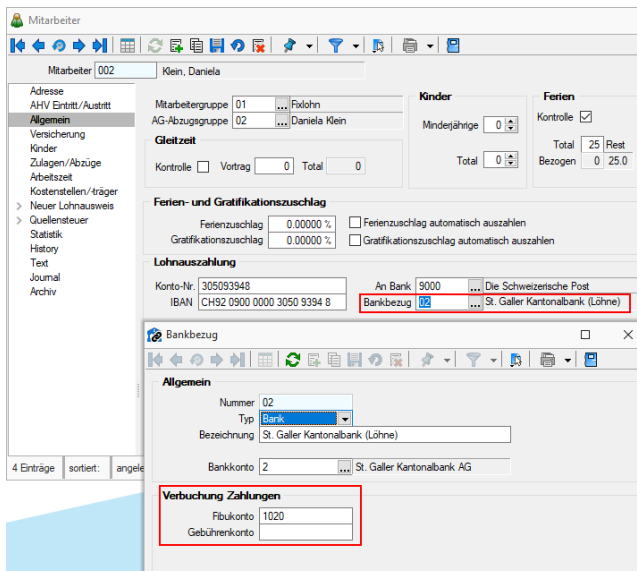 Mitarbeiter
Mitarbeiter 002 Klein, Daniela
Adresse
AHV Eintritt/Austritt
Allgemein
Versicherung
Kinder
Zulagen/Abzüge
Arbeitszeit
Kostenstellen/-träger
Neuer Lohnausweis
Quellensteuer
Statistik
History
Text
Journal
Archiv
Mitarbeitergruppe 01 ... Fixlohn
AG-Abzugsgruppe 02 ... Daniela Klein
Kinder
Minderjährige 0
Total 0
Ferien
Kontrolle
Total 25 Rest
Bezogen 0 25.0
Gleitzeit
Kontrolle Vortrag 0 Total 0
Ferien- und Gratifikationszuschlag
Ferienzuschlag 0.00000 % Ferienzuschlag automatisch auszahlen
Gratifikationszuschlag 0.00000 % Gratifikationszuschlag automatisch auszahlen
Lohnauszahlung
Konto-Nr. 305093948 An Bank 9000 ... Die Schweizerische Post
IBAN CH92 0900 0000 3050 9394 8 Bankbezug 02 ... St. Galler Kantonalbank (Löhne)
4 Einträge sortiert: angele
Bankbezug
Allgemein
Nummer 02
Typ Bank
Bezeichnung St. Galler Kantonalbank (Löhne)
Bankkonto 2 ... St. Galler Kantonalbank AG
Verbuchung Zahlungen
Fibukonto 1020
Gebührenkonto